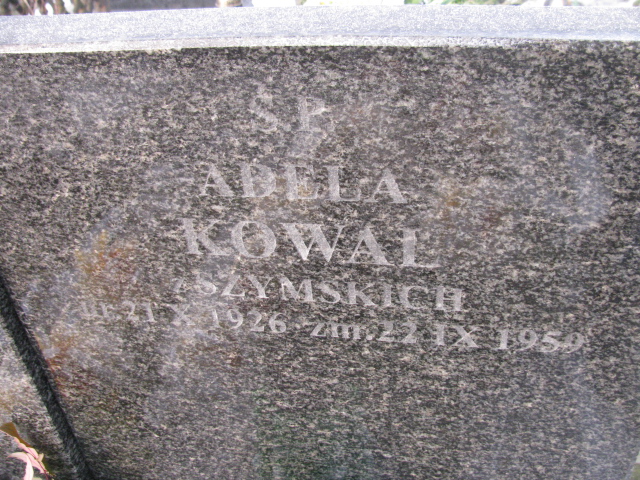 Ś.P.
ADELA
KOWAL
z SZYMSKICH
ur. 21 X 1926 zm. 22 IX 1959